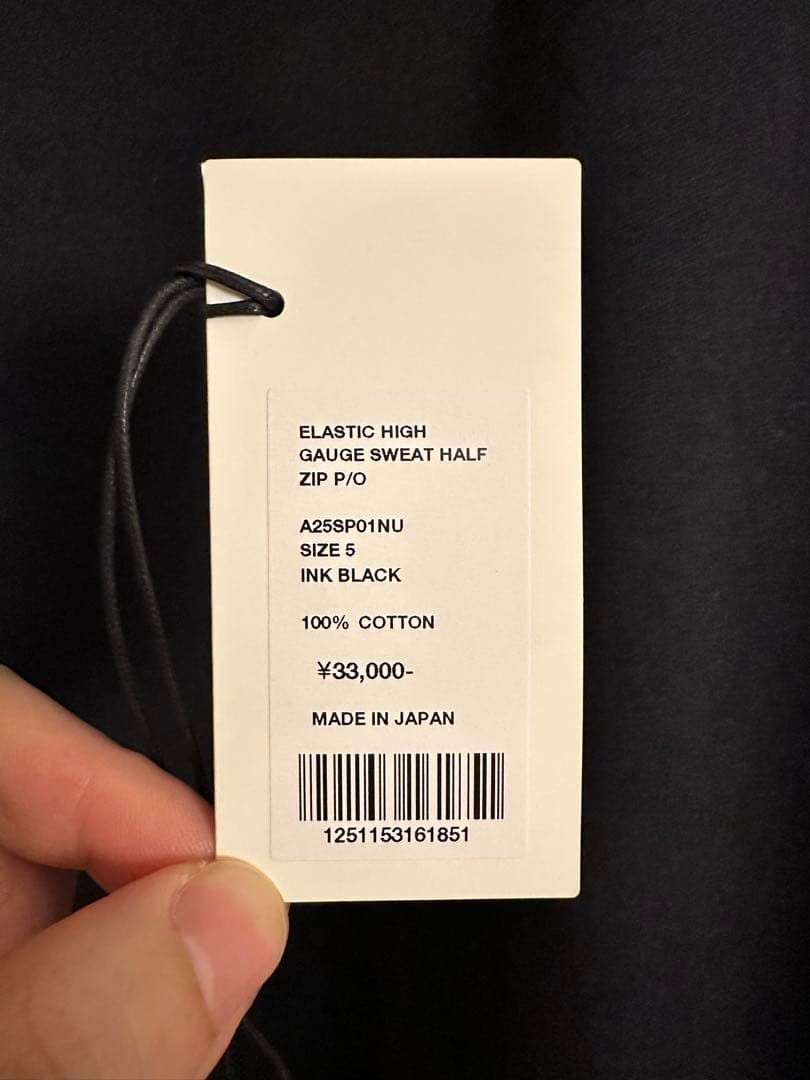 ELASTIC HIGH
GAUGE SWEAT HALF
ZIP P/O
A25SP01NU
SIZE 5
INK BLACK
100% COTTON
¥33,000-
MADE IN JAPAN
1251153161851